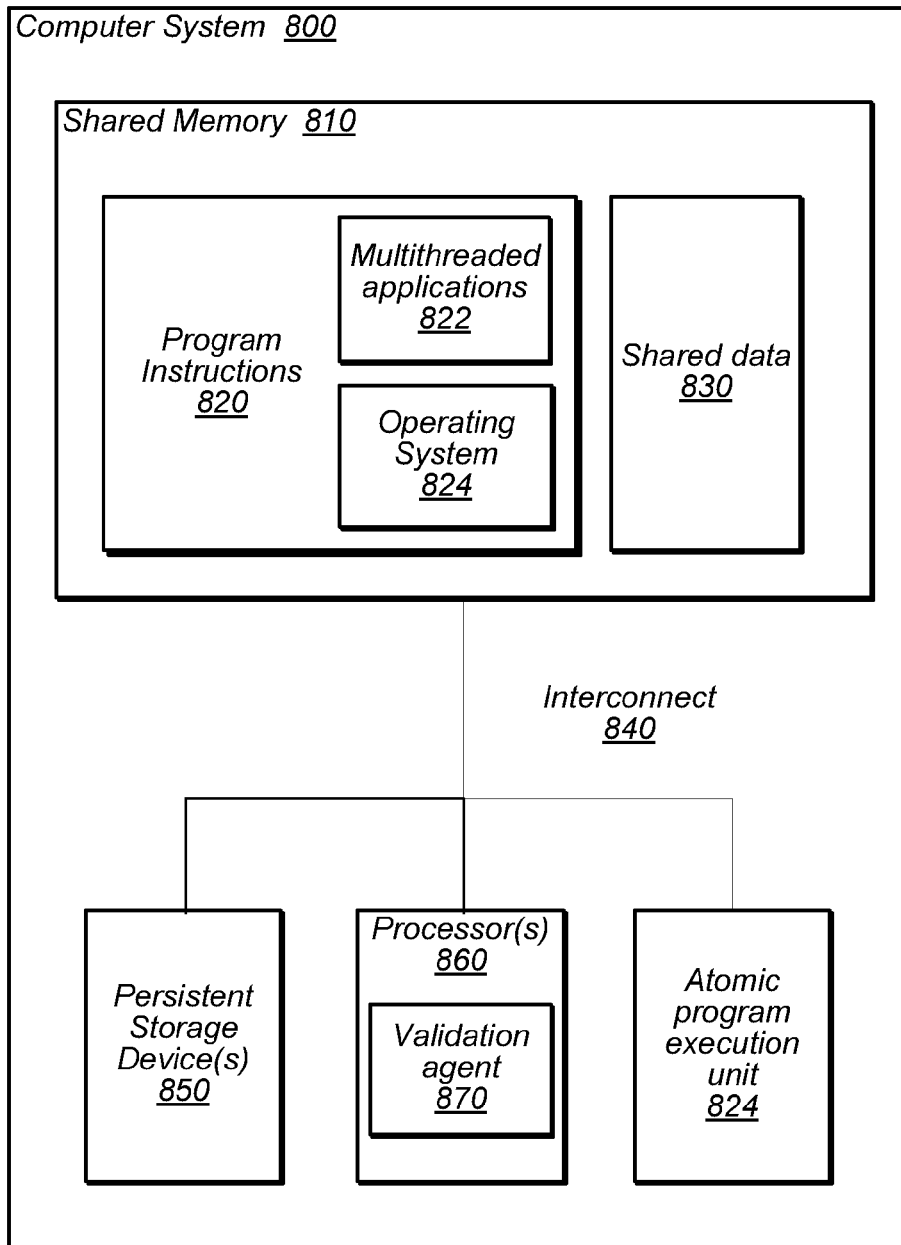 Computer System 800
Shared Memory 810
Multithreaded
applications
822
Program
Instructions
820
Operating
System
824
Shared data
830
Interconnect
840
Persistent
Storage
Device(s)
850
Processor(s)
860
Validation
agent
870
Atomic
program
execution
unit
824